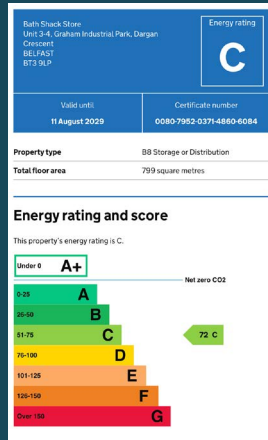 Bath Shack Store
Unit 3-4, Graham Industrial Park, Dargan
Crescent
BELFAST
BT3 9LP
Energy rating
C
Valid until
11 August 2029
Certificate number
0080-7952-0371-4860-6084
Property type
B8 Storage or Distribution
Total floor area
799 square metres
Energy rating and score
This property's energy rating is C.
Under 0 A+
Net zero CO2
0-25 A
26-50 B
51-75 C
72 C
76-100 D
101-125 E
126-150 F
Over 150 G